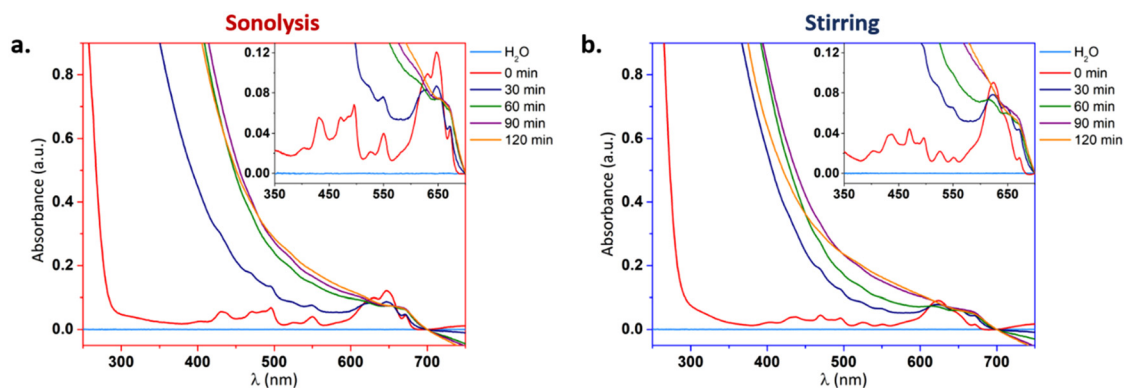 Sonolysis
a.
Absorbance (a.u.)
0.8
0.6
0.4
0.2
0.0
250 300 400 500 600 700
λ (nm)
0.12
0.08
0.04
0.00
350 450 550 650
H₂O
0 min
30 min
60 min
90 min
120 min
Stirring
b.
Absorbance (a.u.)
0.8
0.6
0.4
0.2
0.0
300 400 500 600 700
λ (nm)
0.12
0.08
0.04
0.00
350 450 550 650
H₂O
0 min
30 min
60 min
90 min
120 min